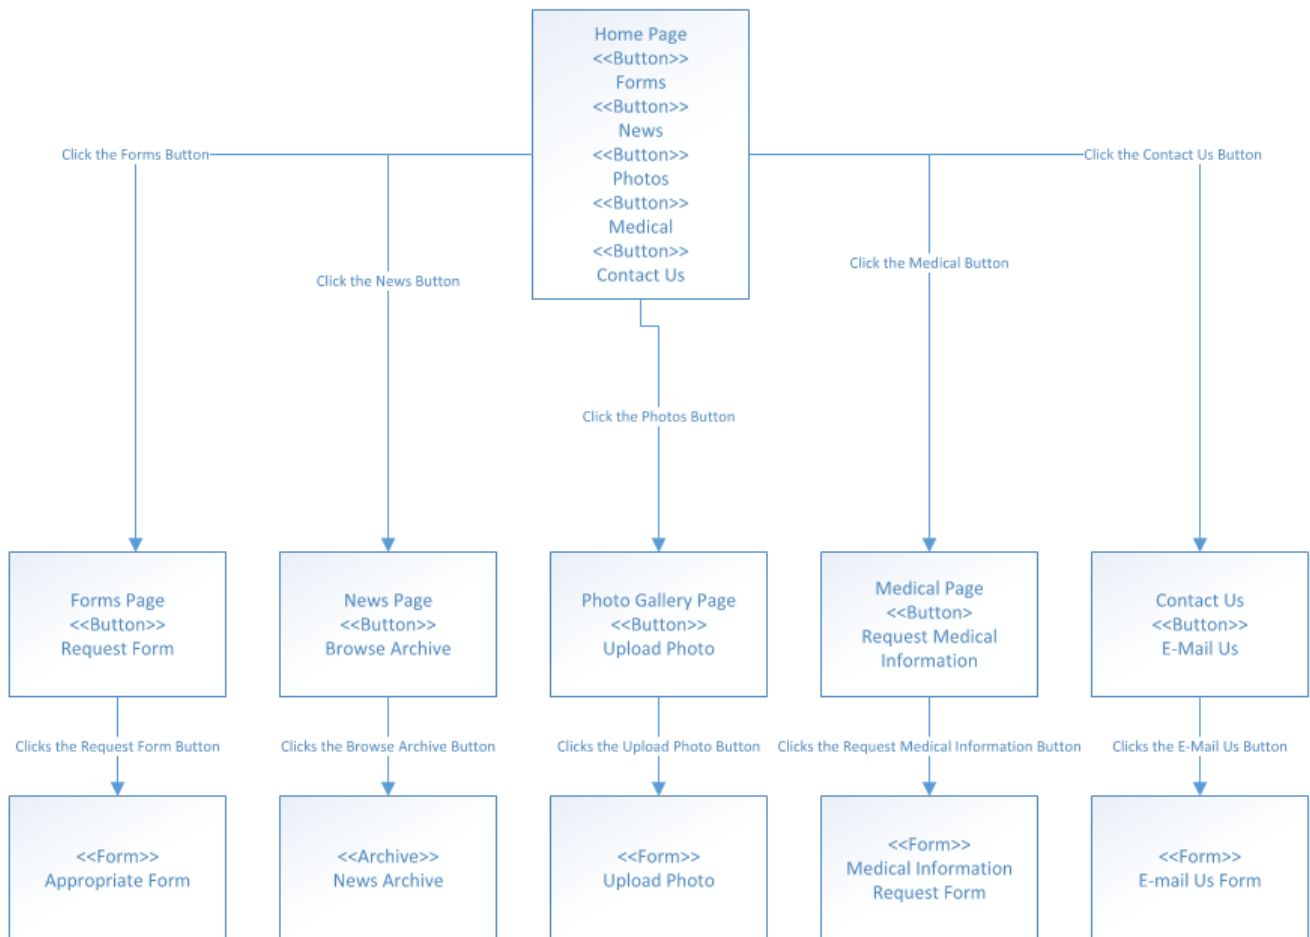 Home Page
<<Button>>
Forms
<<Button>>
News
<<Button>>
Photos
<<Button>>
Medical
<<Button>>
Contact Us
Click the Forms Button
Click the Contact Us Button
Click the News Button
Click the Medical Button
Click the Photos Button
Forms Page
<<Button>>
Request Form
News Page
<<Button>>
Browse Archive
Photo Gallery Page
<<Button>>
Upload Photo
Medical Page
<<Button>
Request Medical
Information
Contact Us
<<Button>>
E-Mail Us
Clicks the Request Form Button
Clicks the Browse Archive Button
Clicks the Upload Photo Button
Clicks the Request Medical Information Button
Clicks the E-Mail Us Button
<<Form>>
Appropriate Form
<<Archive>>
News Archive
<<Form>>
Upload Photo
<<Form>>
Medical Information
Request Form
<<Form>>
E-mail Us Form